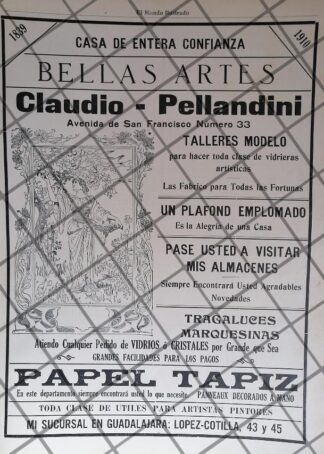 El Mundo Ilustrado
1839
1910
CASA DE ENTERA CONFIANZA
BELLAS ARTES
Claudio - Pellandini
Avenida de San Francisco Número 33
TALLERES MODELO
para hacer toda clase de vidrieras
artísticas
Las Fabrico para Todas las Fortunas
UN PLAFOND EMPLOMADO
Es la Alegría de una Casa
PASE USTED A VISITAR
MIS ALMACENES
Siempre Encontrará Usted Agradables
Novedades
TRAGALUCES
MARQUESINAS
Atiendo Cualquier Pedido de VIDRIOS ó CRISTALES por Grande que Sea
GRANDES FACILIDADES PARA LOS PAGOS
PAPEL TAPIZ
En este departamento siempre encontrará usted lo que necesite. PANNEAUX DECORADOS A MANO
TODA CLASE DE UTILES PARA ARTISTAS PINTORES
MI SUCURSAL EN GUADALAJARA: LOPEZ-COTILLA, 43 y 45